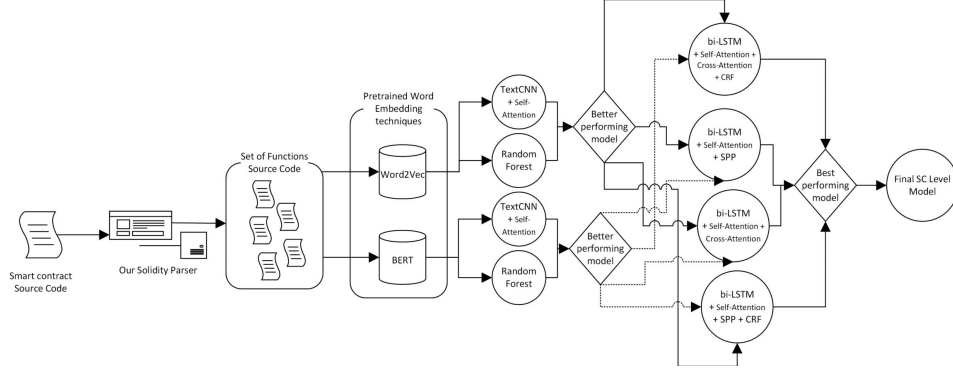 Smart contract
Source Code
Our Solidity Parser
Set of Functions
Source Code
Pretrained Word
Embedding
techniques
Word2Vec
BERT
TextCNN
+ Self-
Attention
Random
Forest
TextCNN
+ Self-
Attention
Random
Forest
Better
performing
model
Better
performing
model
bi-LSTM
+ Self-Attention +
Cross-Attention
+ CRF
bi-LSTM
+ Self-Attention
+ SPP
bi-LSTM
+ Self-Attention +
Cross-Attention
bi-LSTM
+ Self-Attention
+ SPP + CRF
Best
performing
model
Final SC Level
Model